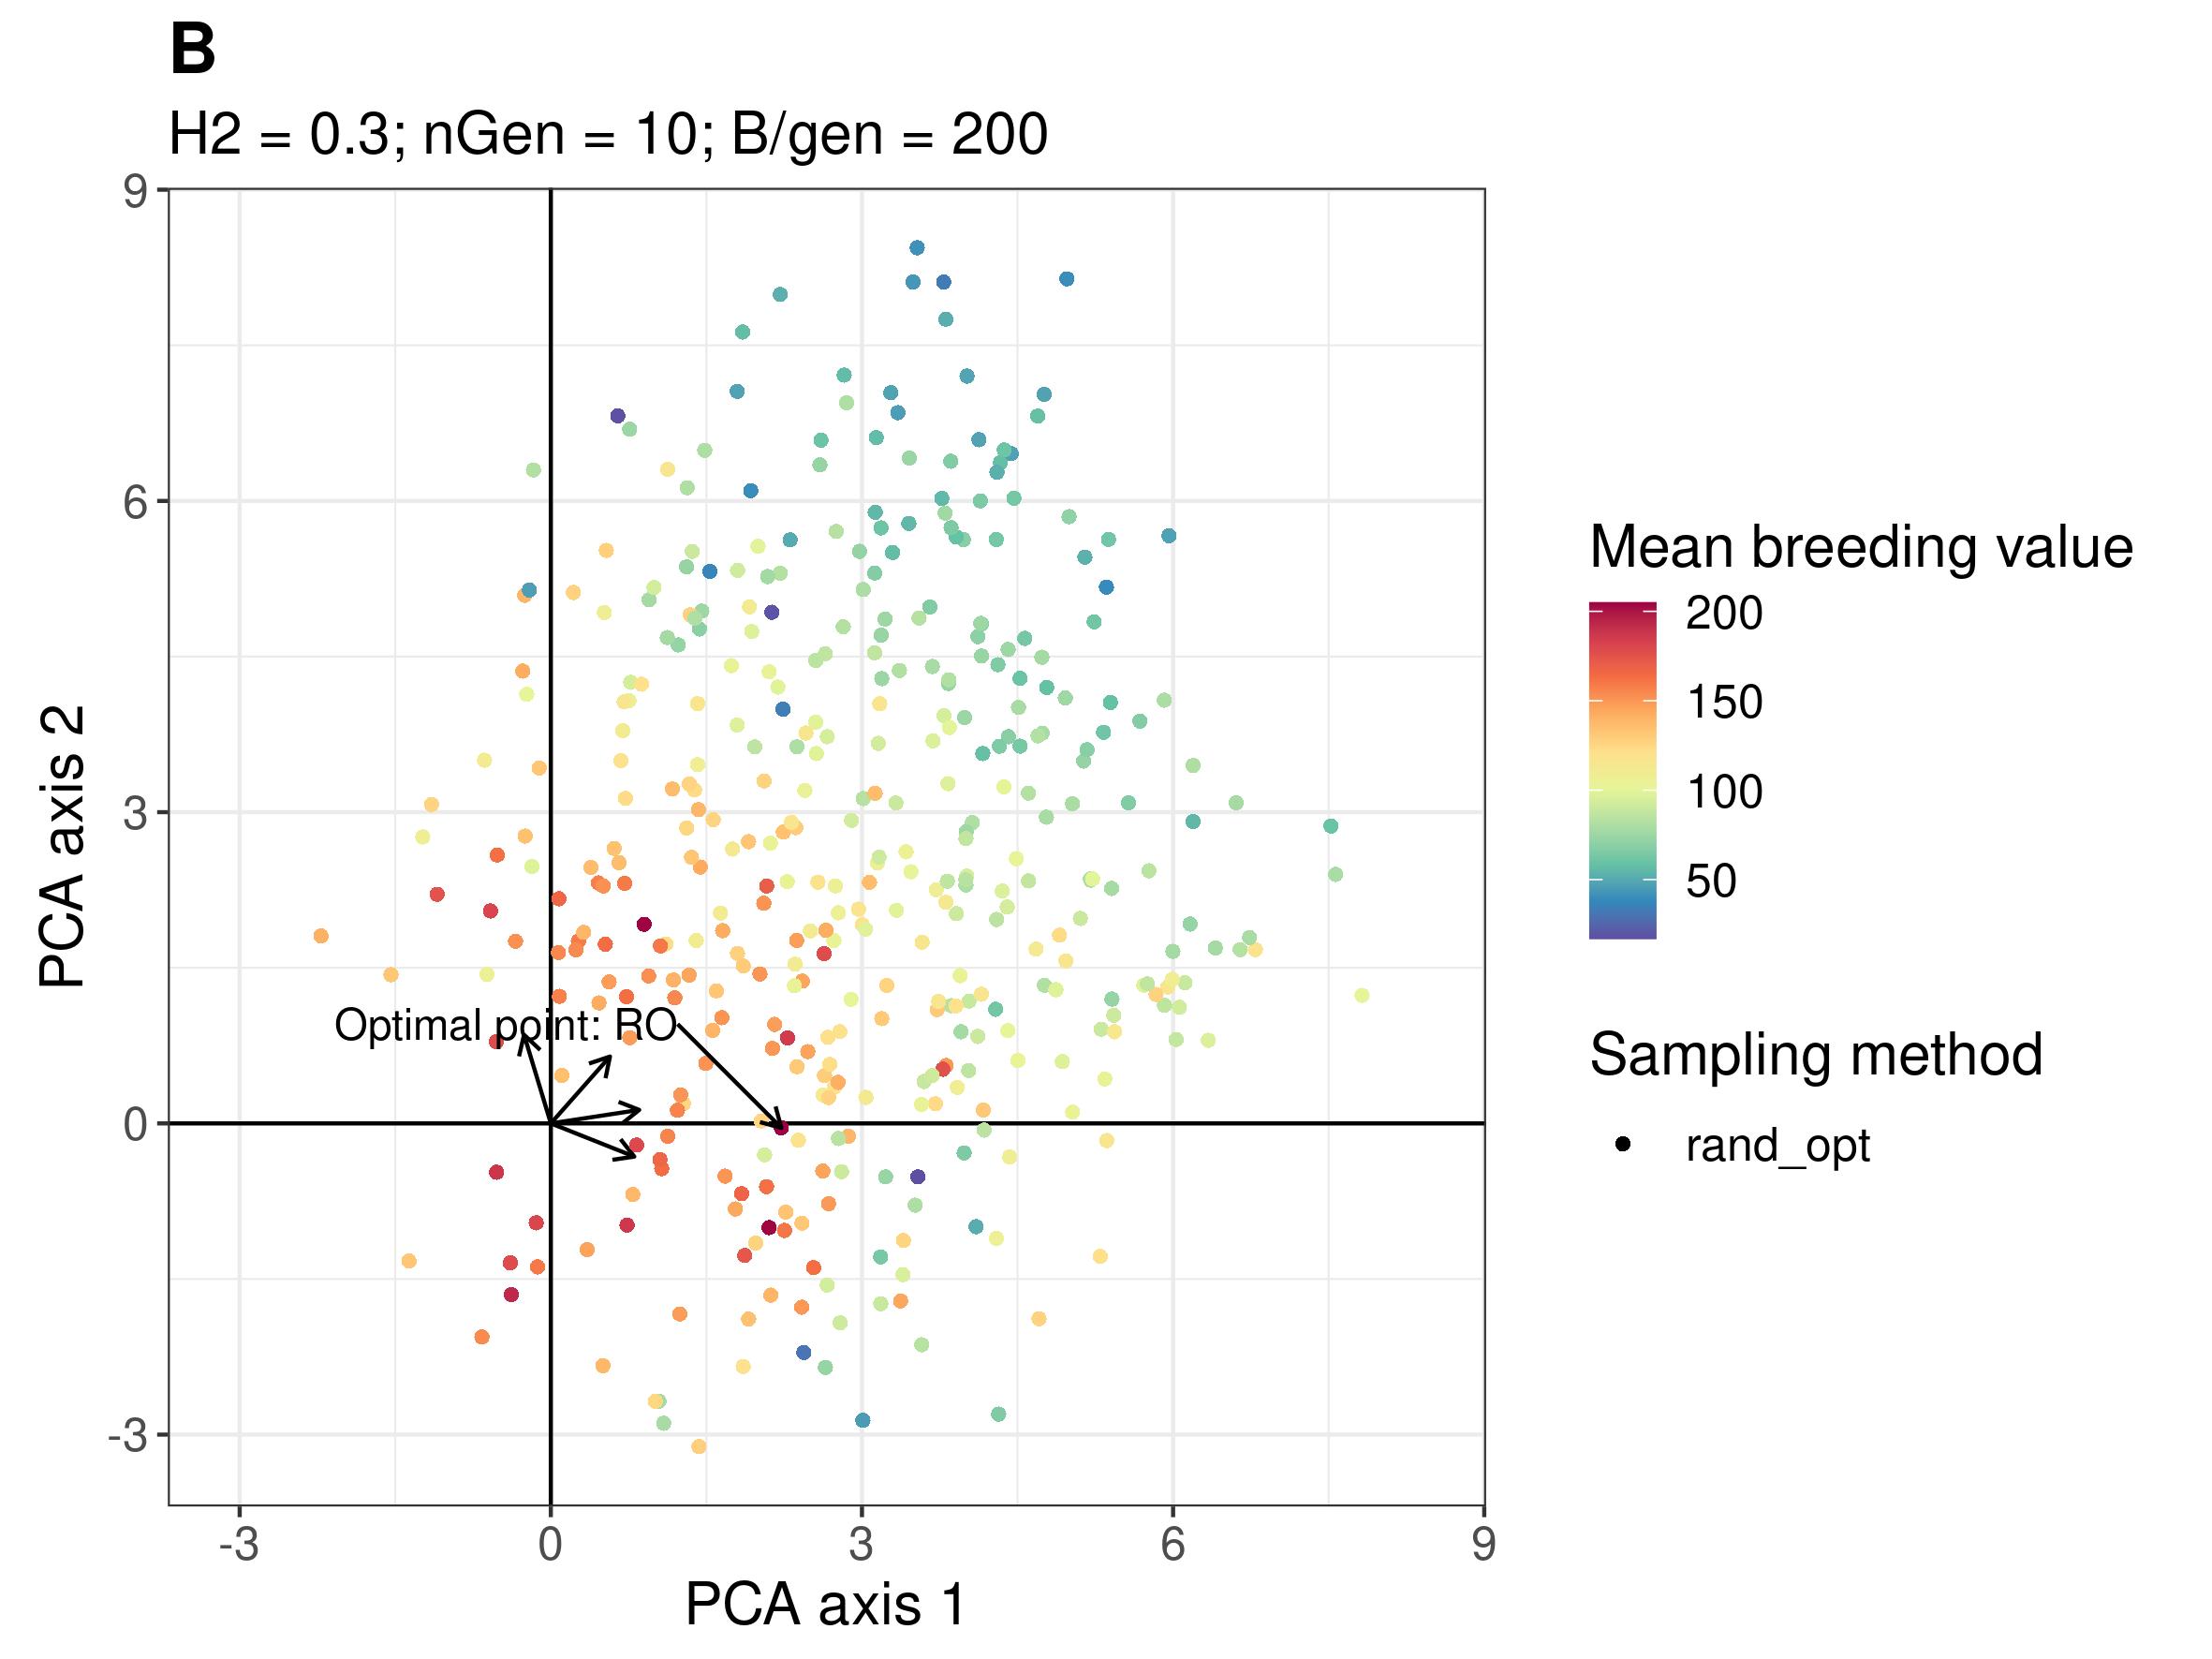 B
H2 = 0.3; nGen = 10; B/gen = 200
9
6
3
0
-3
PCA axis 2
Optimal point: RO
-3
0
3
6
9
PCA axis 1
Mean breeding value
200
150
100
50
Sampling method
rand_opt